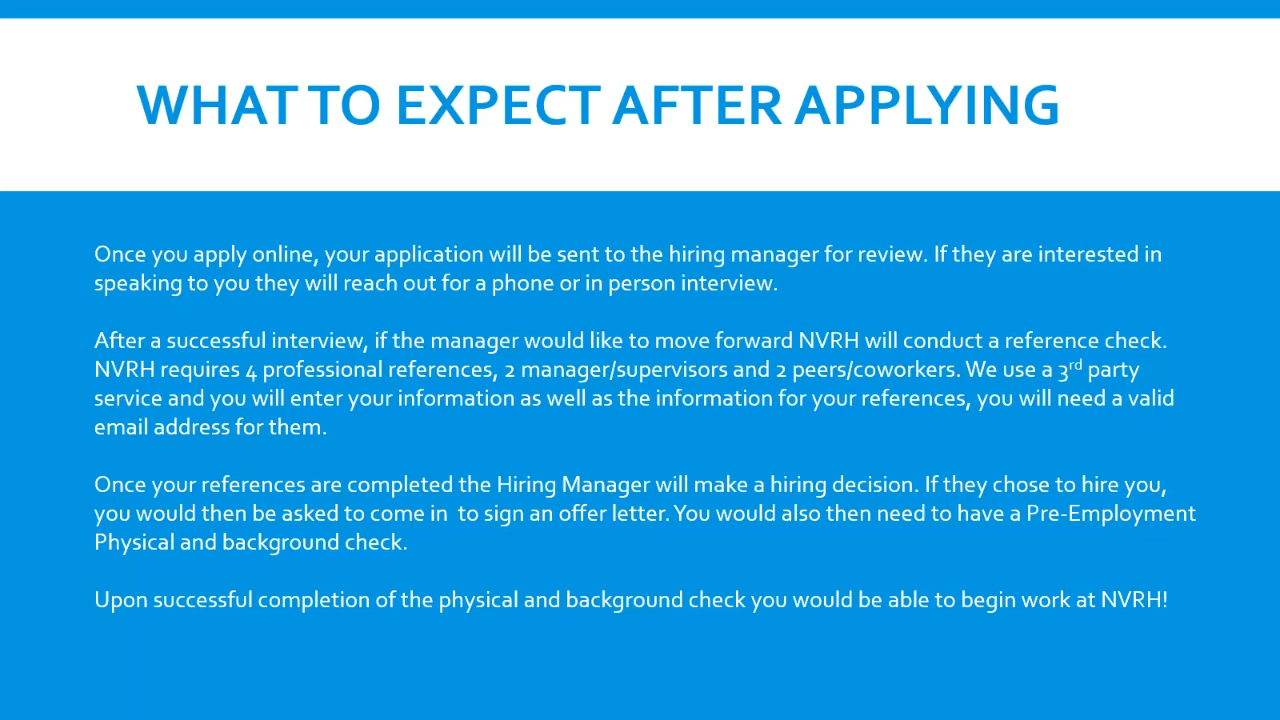 WHAT TO EXPECT AFTER APPLYING
Once you apply online, your application will be sent to the hiring manager for review. If they are interested in
speaking to you they will reach out for a phone or in person interview.
After a successful interview, if the manager would like to move forward NVRH will conduct a reference check.
NVRH requires 4 professional references, 2 manager/supervisors and 2 peers/coworkers. We use a 3rd party
service and you will enter your information as well as the information for your references, you will need a valid
email address for them.
Once your references are completed the Hiring Manager will make a hiring decision. If they chose to hire you,
you would then be asked to come in  to sign an offer letter. You would also then need to have a Pre-Employment
Physical and background check.
Upon successful completion of the physical and background check you would be able to begin work at NVRH!